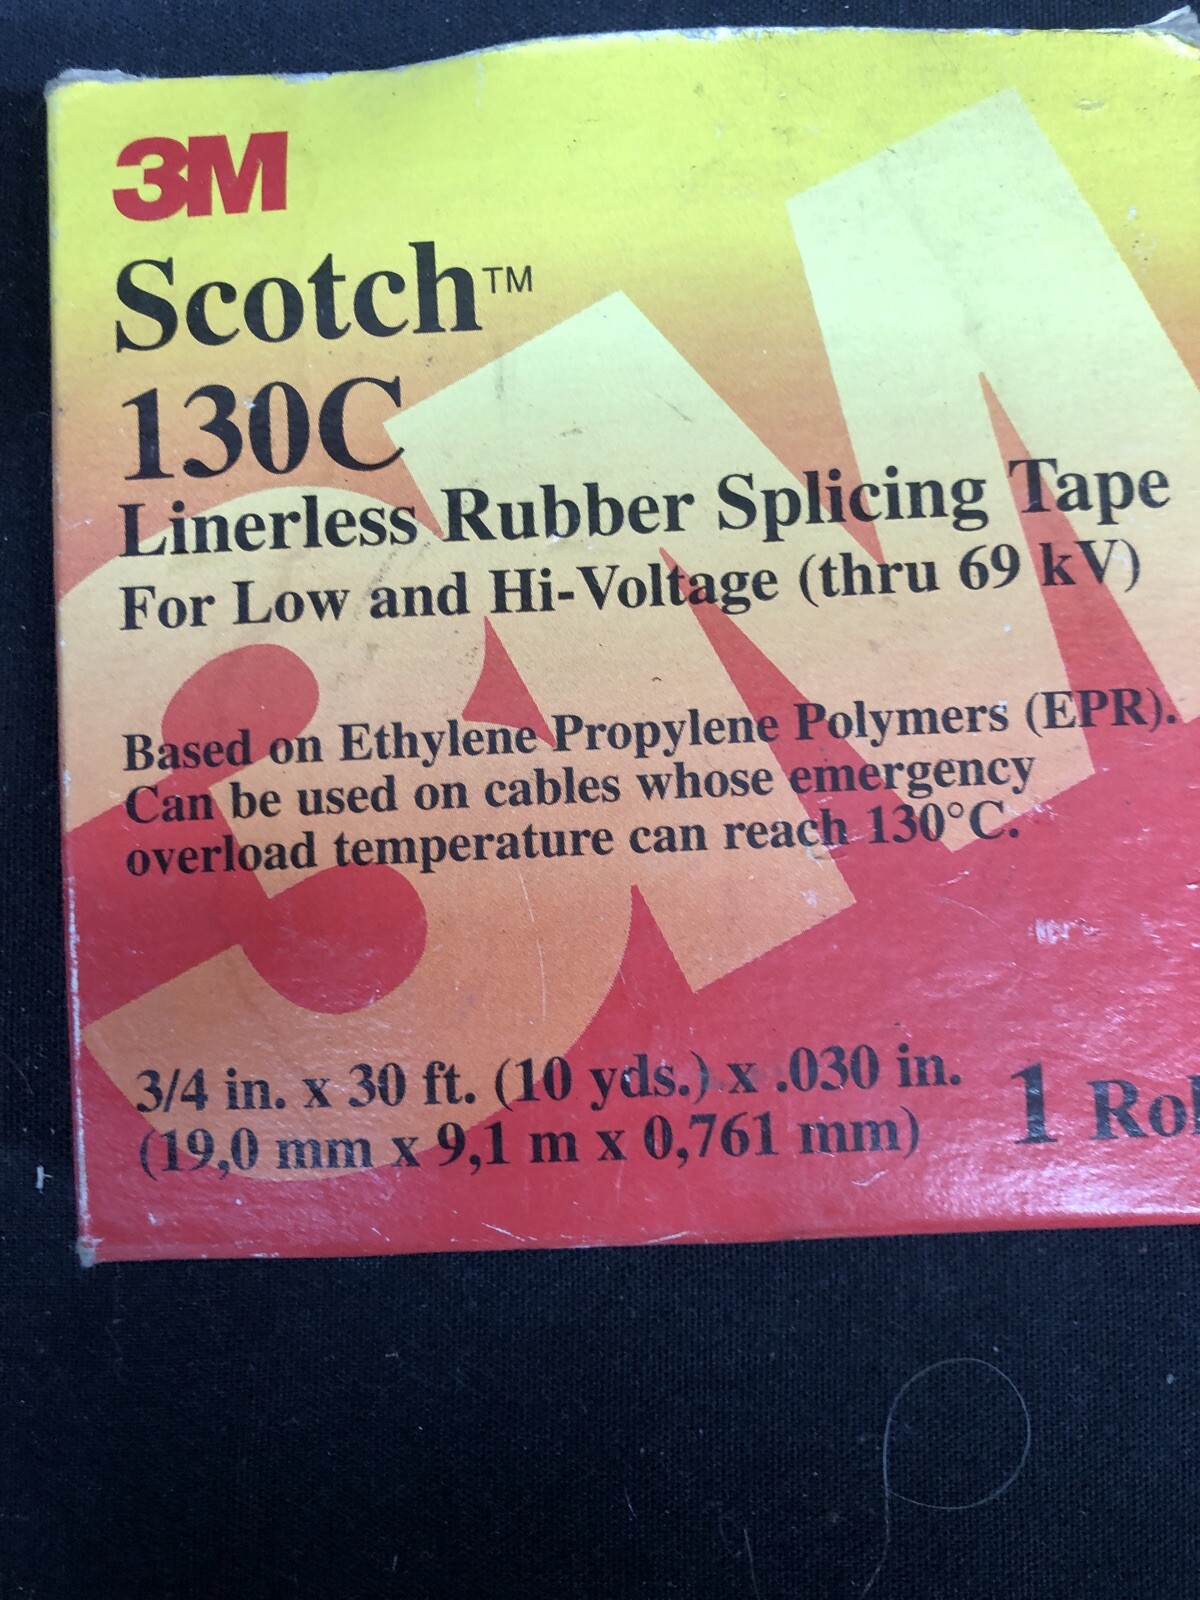 3M
Scotch™
130C
Linerless Rubber Splicing Tape
For Low and Hi-Voltage (thru 69 kV)
Based on Ethylene Propylene Polymers (EPR).
Can be used on cables whose emergency
overload temperature can reach 130°C.
3/4 in. x 30 ft. (10 yds.) x .030 in.
(19,0 mm x 9,1 m x 0,761 mm)
1 Rol